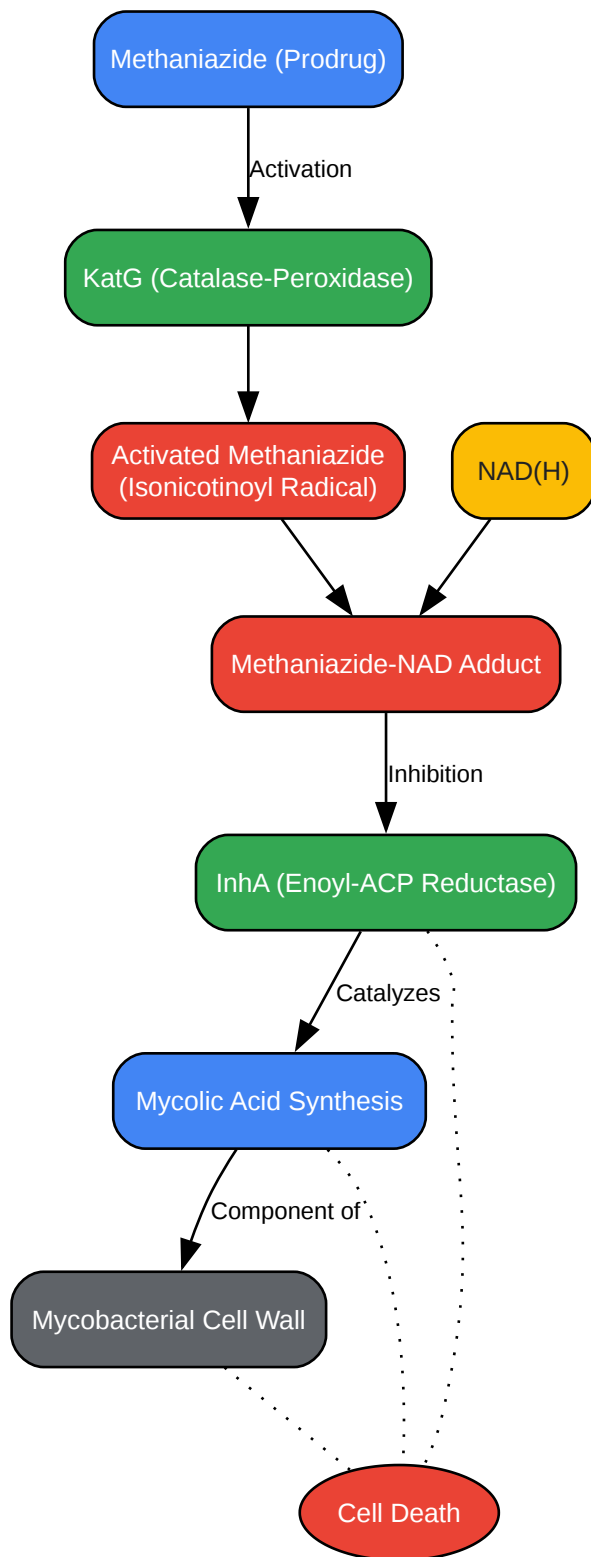 Methaniazide (Prodrug)
Activation
KatG (Catalase-Peroxidase)
Activated Methaniazide
(Isonicotinoyl Radical)
NAD(H)
Methaniazide-NAD Adduct
Inhibition
InhA (Enoyl-ACP Reductase)
Catalyzes
Mycolic Acid Synthesis
Component of
Mycobacterial Cell Wall
Cell Death